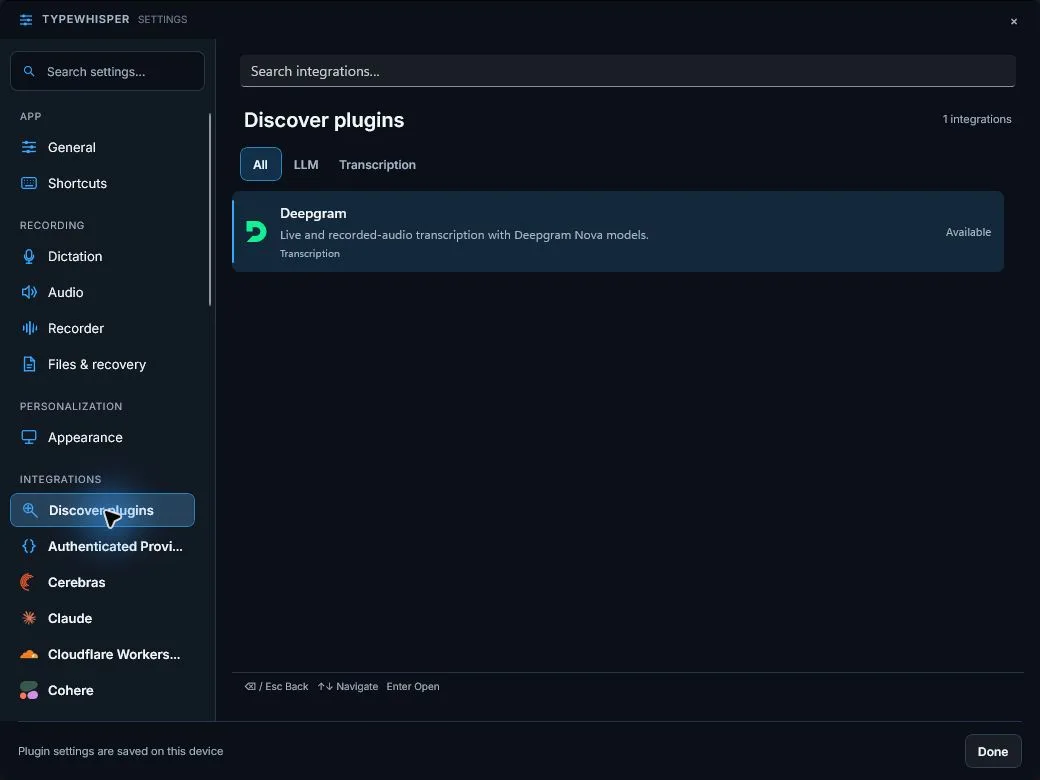 TYPEWHISPER SETTINGS
×
Search settings...
APP
General
Shortcuts
RECORDING
Dictation
Audio
Recorder
Files & recovery
PERSONALIZATION
Appearance
INTEGRATIONS
Discover plugins
Authenticated Provi...
Cerebras
Claude
Cloudflare Workers...
Cohere
Search integrations...
Discover plugins
1 integrations
All LLM Transcription
Deepgram
Live and recorded-audio transcription with Deepgram Nova models.
Transcription
Available
⌫ / Esc Back ↑↓ Navigate Enter Open
Plugin settings are saved on this device
Done